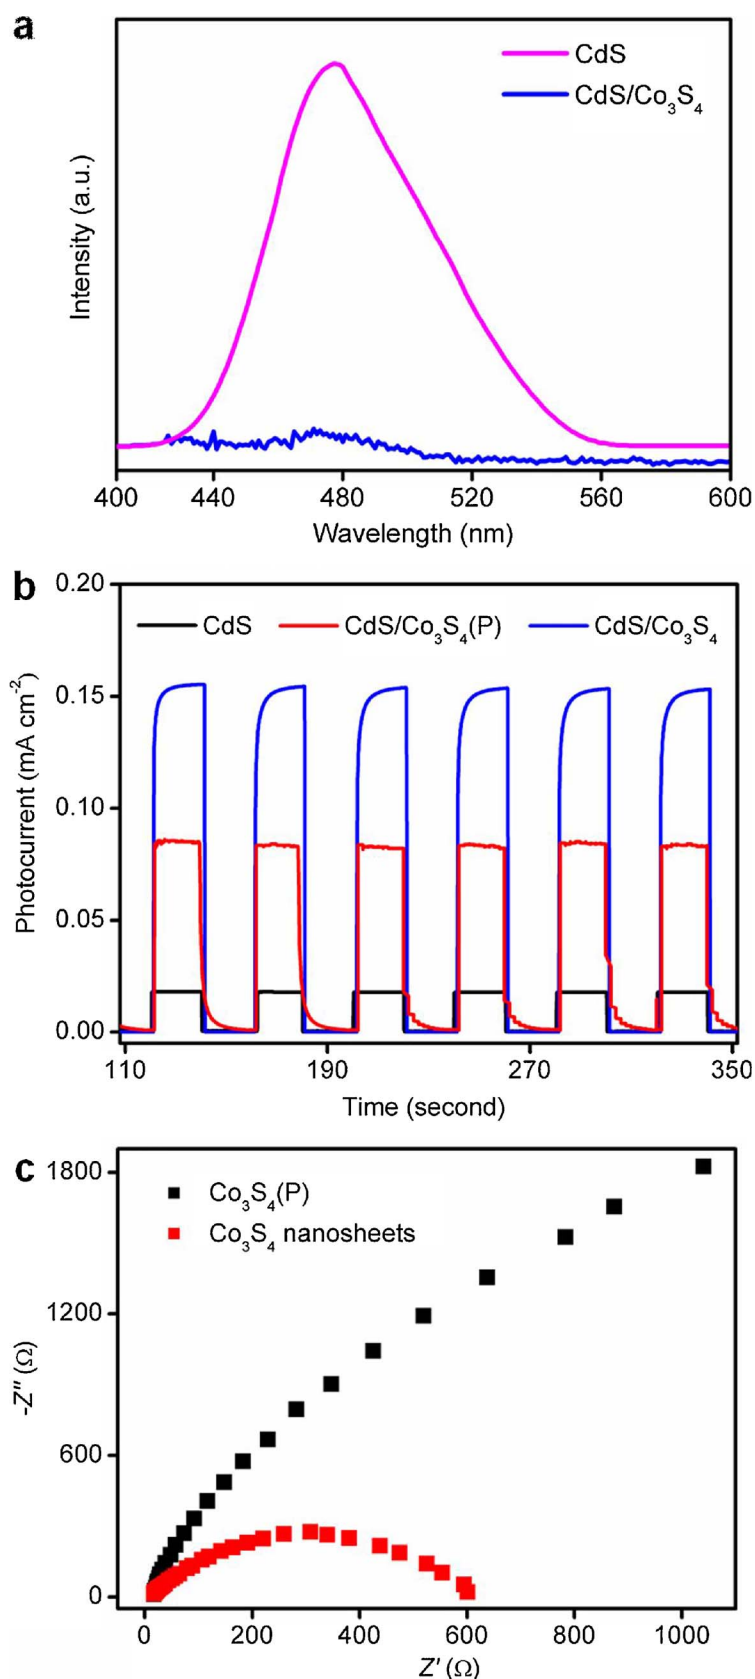 a
CdS
CdS/Co₃S₄
Intensity (a.u.)
400 440 480 520 560 600
Wavelength (nm)
b
0.20
CdS CdS/Co₃S₄(P) CdS/Co₃S₄
0.15
0.10
0.05
0.00
Photocurrent (mA cm⁻²)
110 190 270 350
Time (second)
c
1800
Co₃S₄(P)
Co₃S₄ nanosheets
1200
600
0
-Z″ (Ω)
0 200 400 600 800 1000
Z′ (Ω)